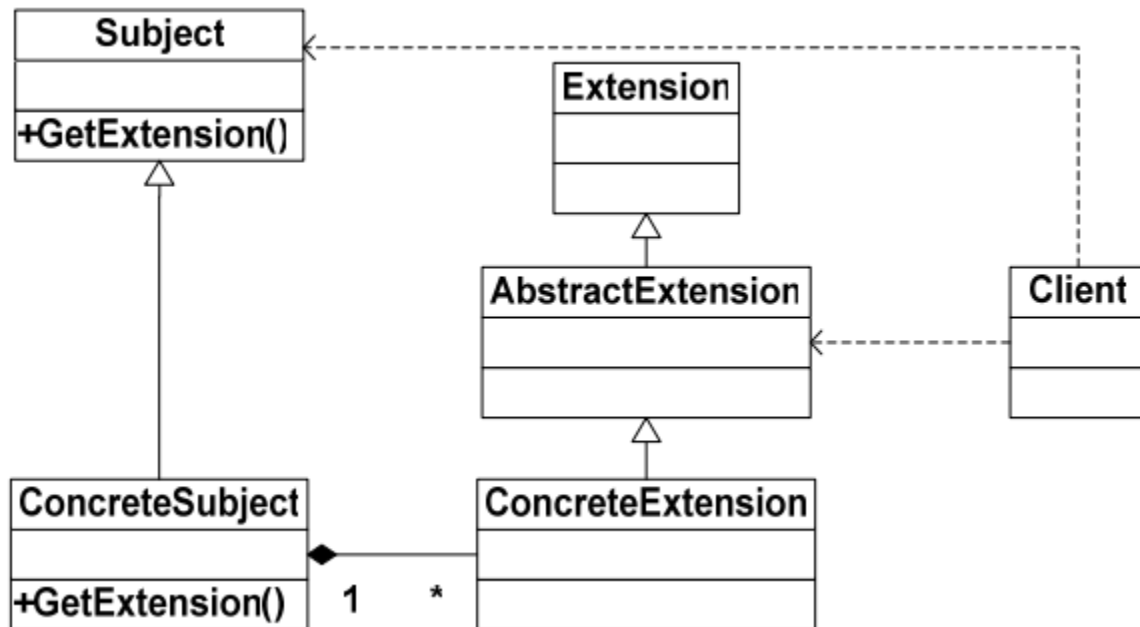 Subject
+GetExtension()
Extension
AbstractExtension
Client
ConcreteSubject
+GetExtension()
1
*
ConcreteExtension